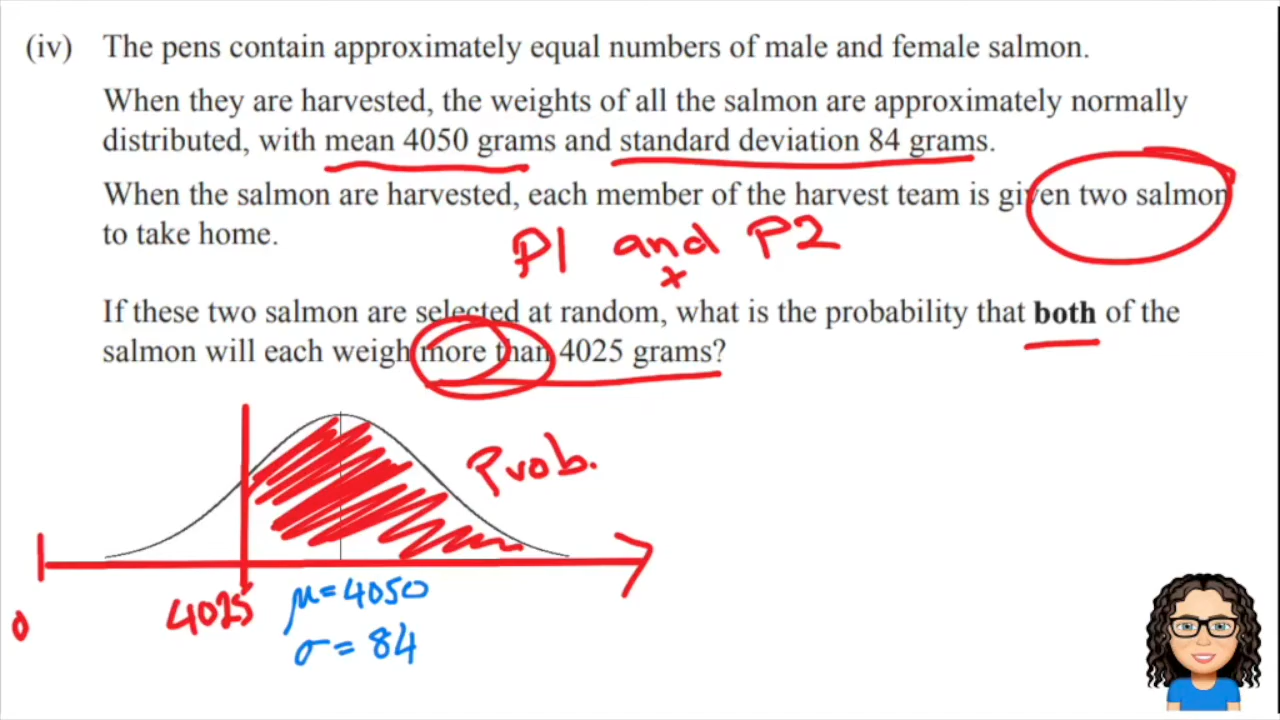 (iv) The pens contain approximately equal numbers of male and female salmon.
When they are harvested, the weights of all the salmon are approximately normally
distributed, with mean 4050 grams and standard deviation 84 grams.
When the salmon are harvested, each member of the harvest team is given two salmon
to take home.
P1 and P2
x
If these two salmon are selected at random, what is the probability that both of the
salmon will each weigh more than 4025 grams?
Prob.
0
4025
μ=4050
σ=84